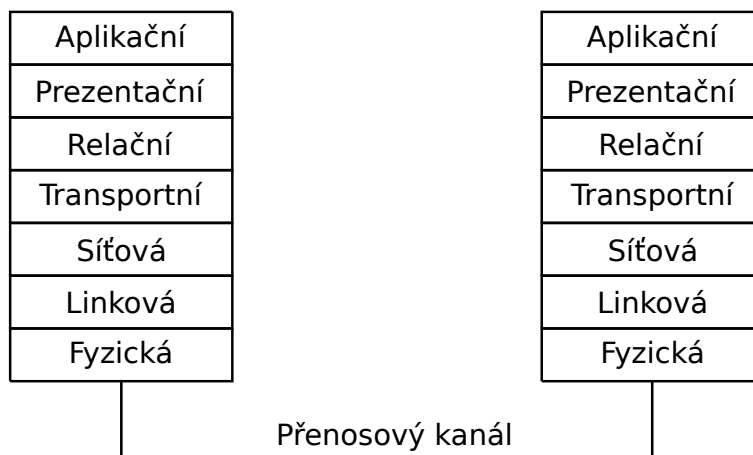 Aplikační
Prezentační
Relační
Transportní
Síťová
Linková
Fyzická
Aplikační
Prezentační
Relační
Transportní
Síťová
Linková
Fyzická
Přenosový kanál